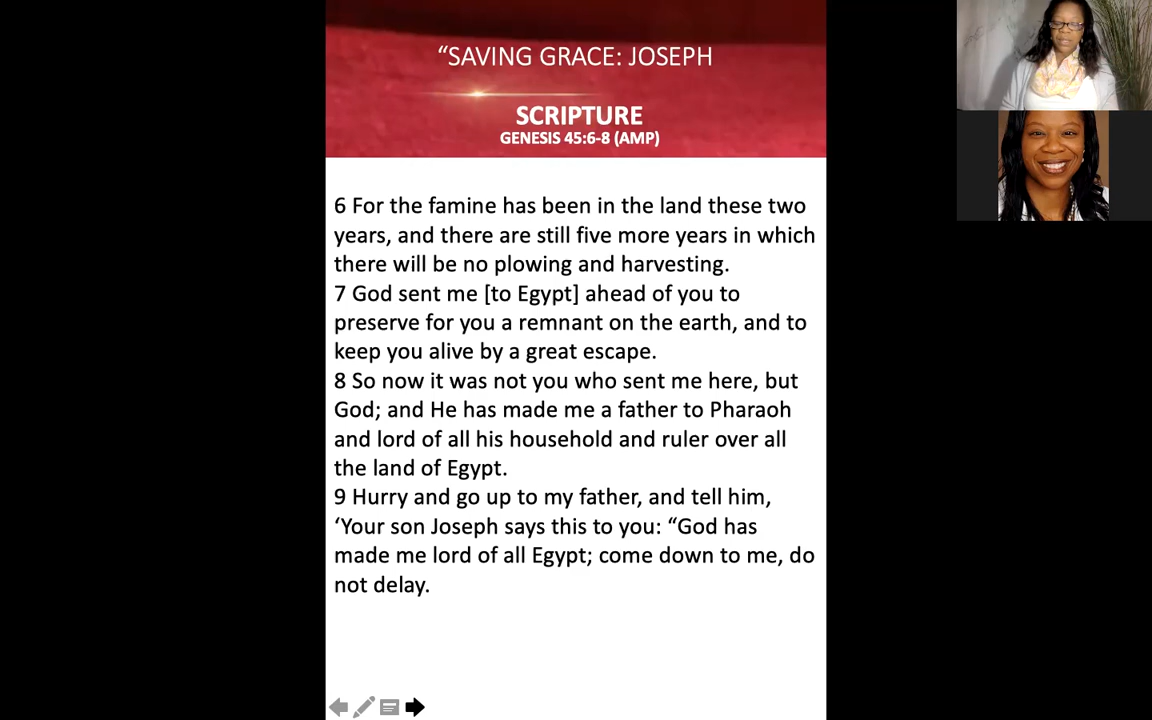 “SAVING GRACE: JOSEPH
SCRIPTURE
GENESIS 45:6-8 (AMP)
6 For the famine has been in the land these two
years, and there are still five more years in which
there will be no plowing and harvesting.
7 God sent me [to Egypt] ahead of you to
preserve for you a remnant on the earth, and to
keep you alive by a great escape.
8 So now it was not you who sent me here, but
God; and He has made me a father to Pharaoh
and lord of all his household and ruler over all
the land of Egypt.
9 Hurry and go up to my father, and tell him,
‘Your son Joseph says this to you: “God has
made me lord of all Egypt; come down to me, do
not delay.